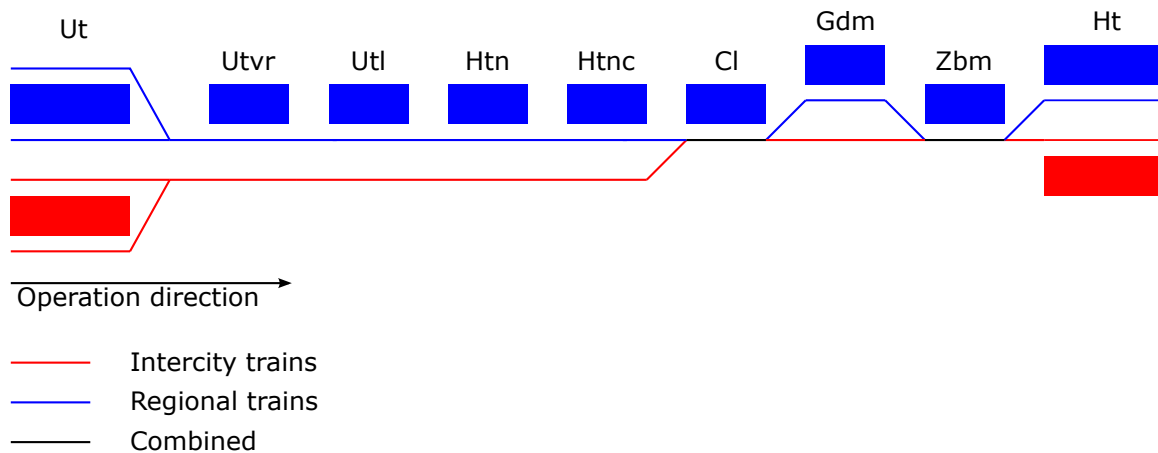 Ut
Utvr
Utl
Htn
Htnc
Cl
Gdm
Zbm
Ht
Operation direction
Intercity trains
Regional trains
Combined